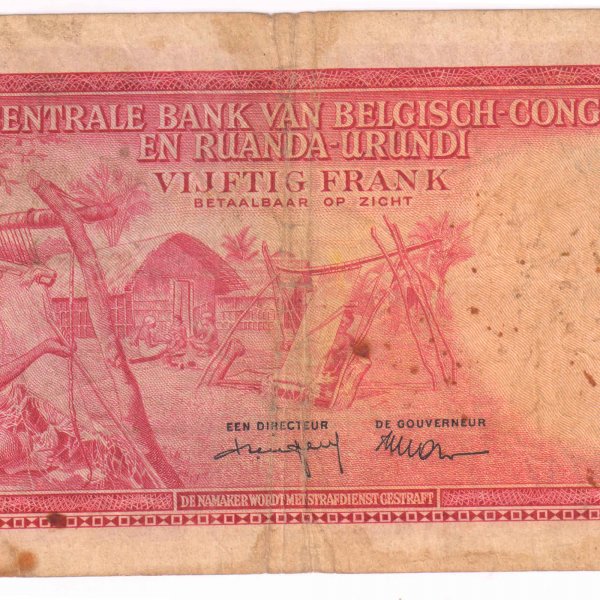 ENTRALE BANK VAN BELGISCH-CONG
EN RUANDA-URUNDI
VIJFTIG FRANK
BETAALBAAR OP ZICHT
EEN DIRECTEUR DE GOUVERNEUR
DE NAMAKER WORDT MET STRAFDIENST GESTRAFT